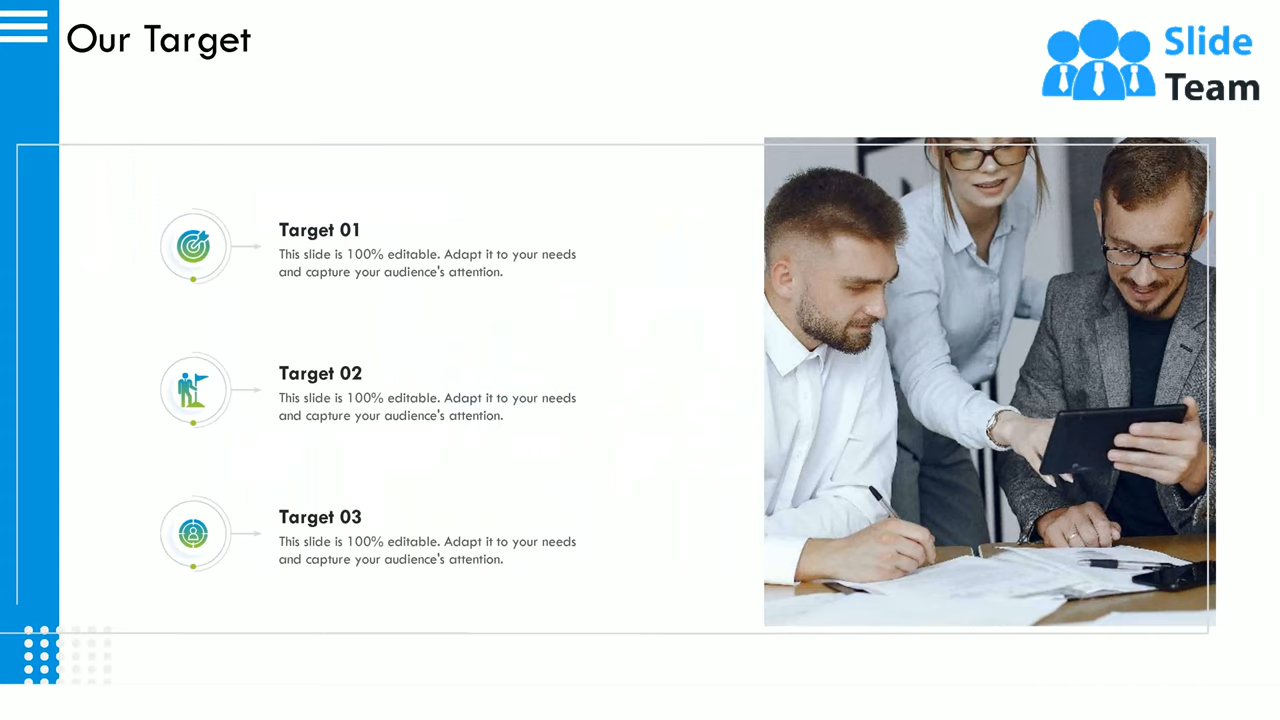 Our Target
Slide
Team
Target 01
This slide is 100% editable. Adapt it to your needs
and capture your audience's attention.
Target 02
This slide is 100% editable. Adapt it to your needs
and capture your audience's attention.
Target 03
This slide is 100% editable. Adapt it to your needs
and capture your audience's attention.